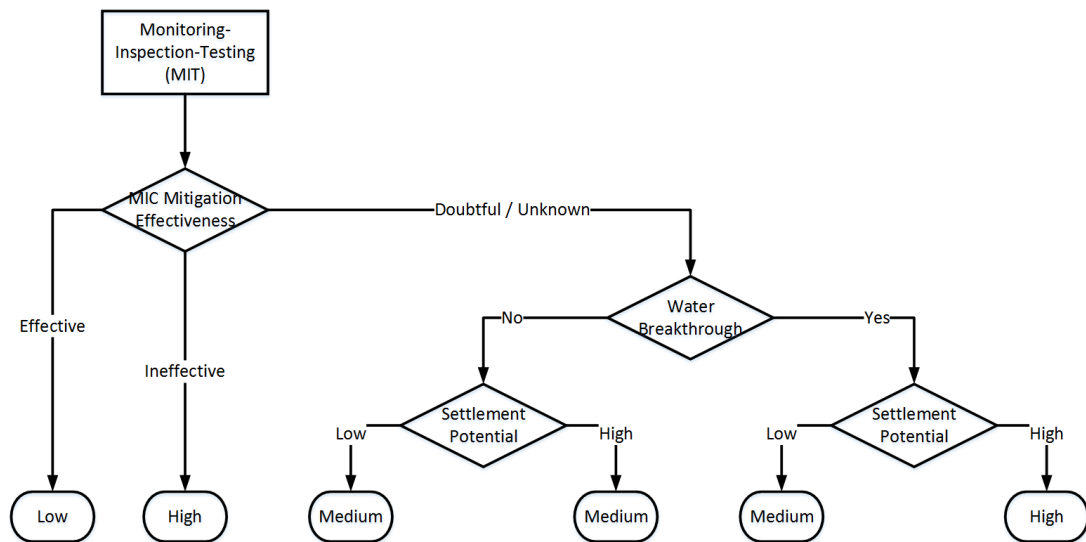 Monitoring-
Inspection-Testing
(MIT)
MIC Mitigation
Effectiveness
Doubtful / Unknown
Effective
Ineffective
Water
Breakthrough
No
Yes
Settlement
Potential
Low
High
Settlement
Potential
Low
High
Low
High
Medium
Medium
Medium
High